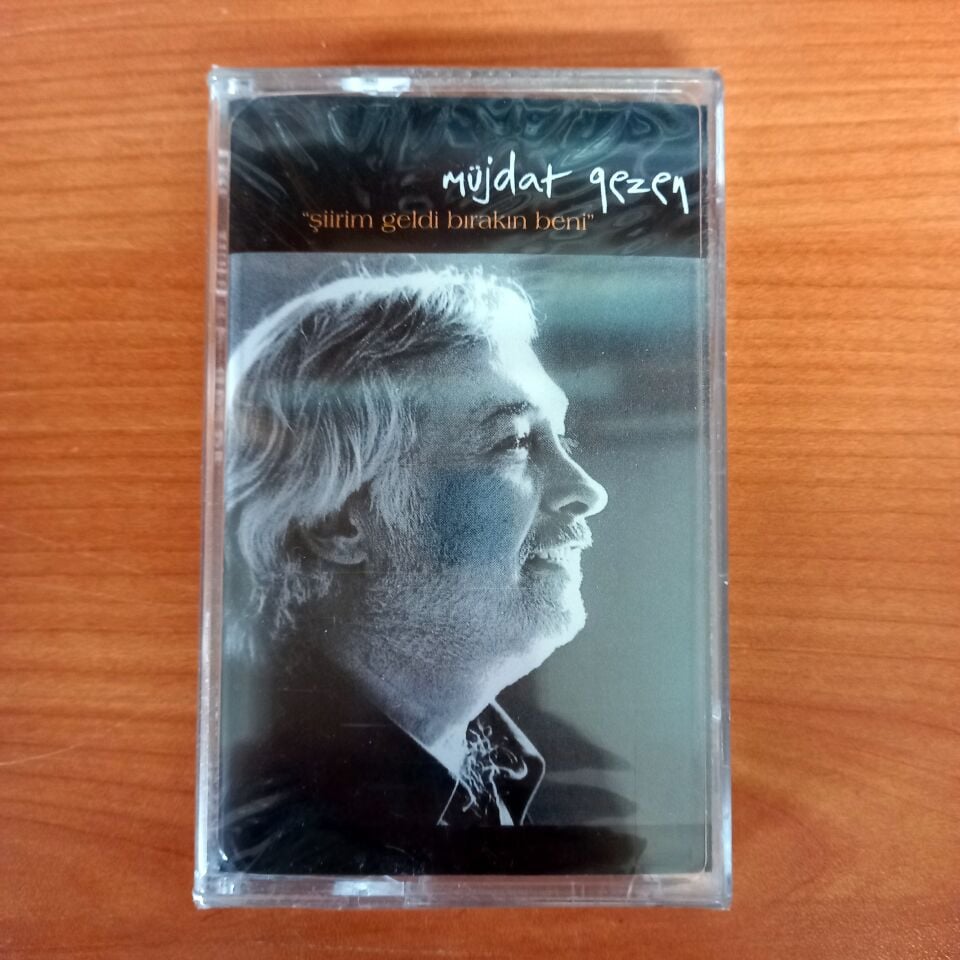 müjdat gezen
"şiirim geldi bırakın beni"